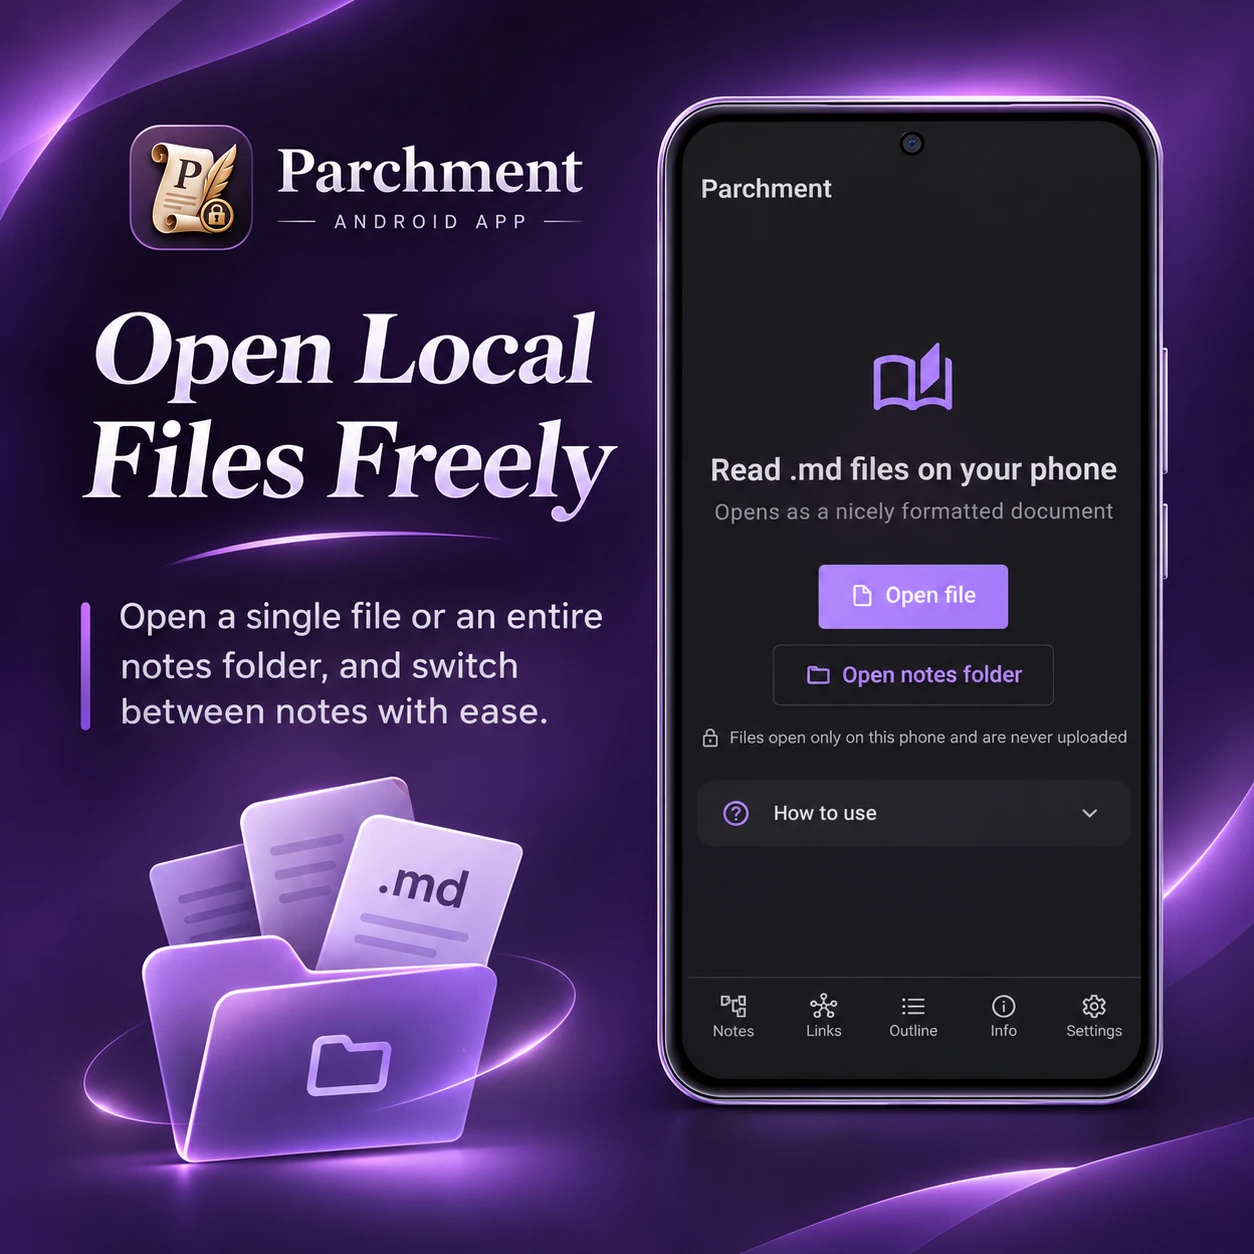 P
Parchment
ANDROID APP
Open Local
Files Freely
Open a single file or an entire
notes folder, and switch
between notes with ease.
.md
Parchment
Read .md files on your phone
Opens as a nicely formatted document
Open file
Open notes folder
Files open only on this phone and are never uploaded
? How to use
Notes Links Outline Info Settings